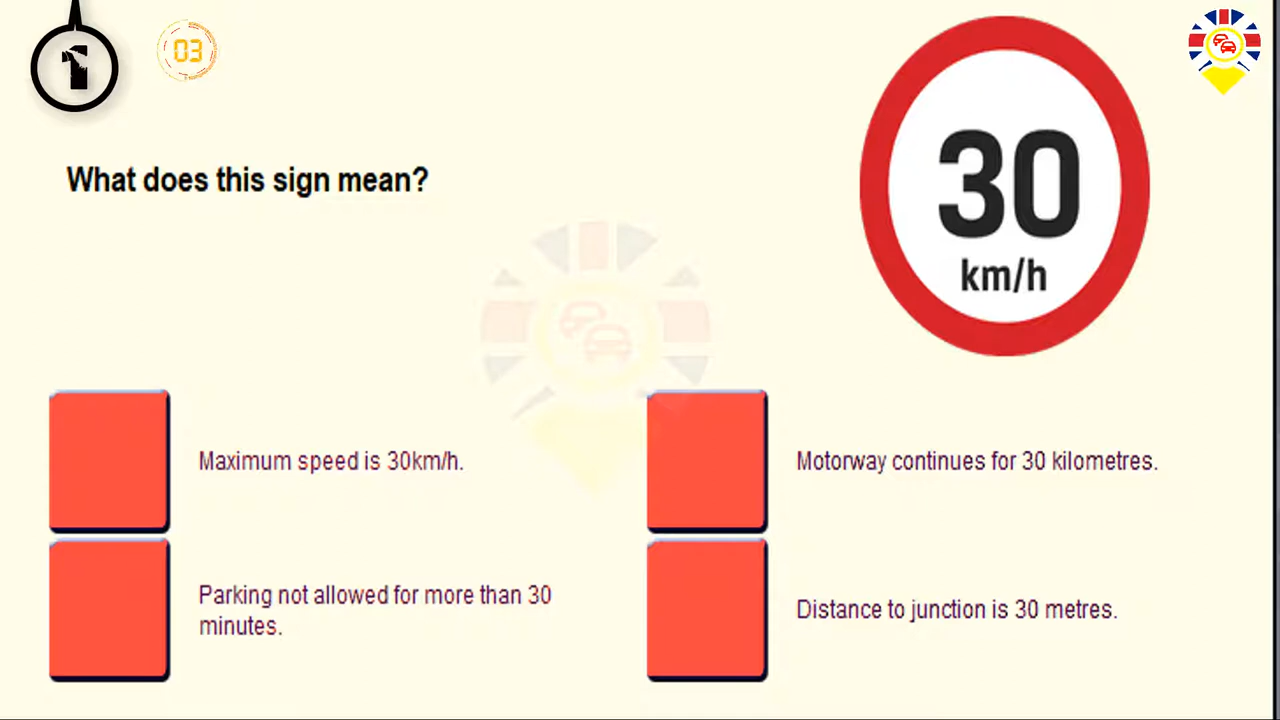 1
03
30
km/h
What does this sign mean?
Maximum speed is 30km/h.
Motorway continues for 30 kilometres.
Parking not allowed for more than 30
minutes.
Distance to junction is 30 metres.